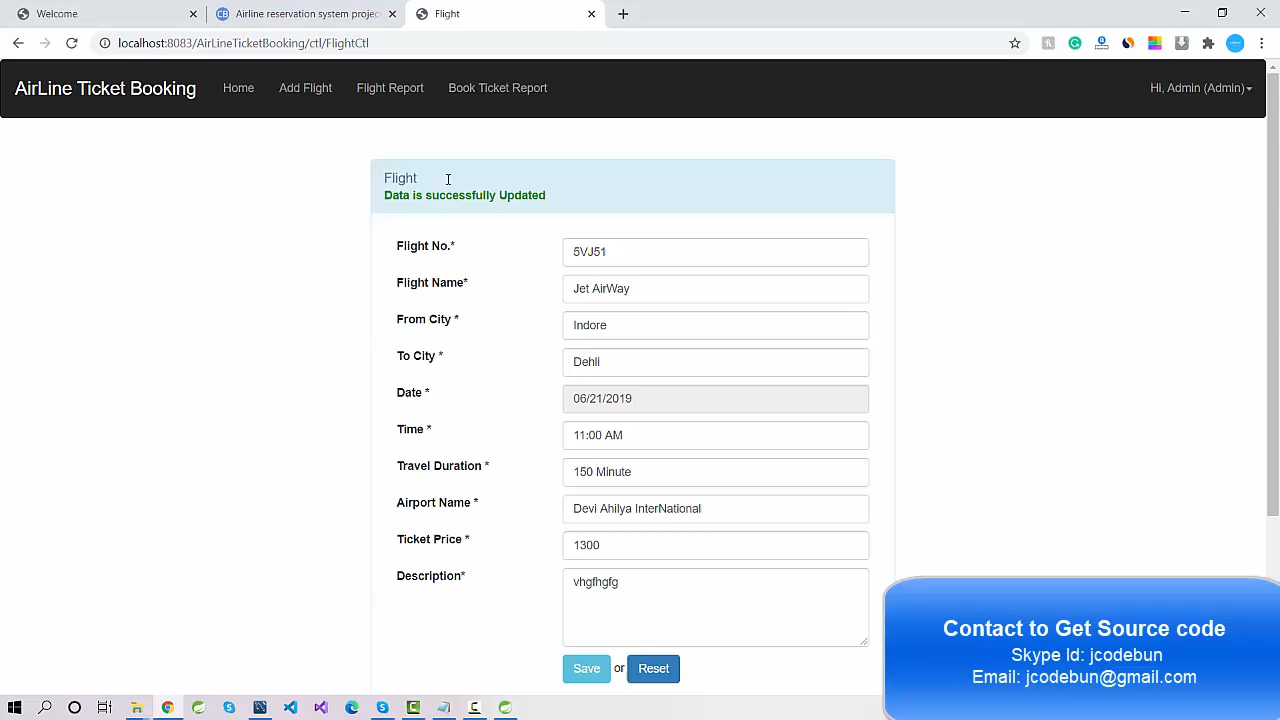 Welcome
Airline reservation system projec
Flight
localhost:8083/AirLineTicketBooking/ctl/FlightCtl
AirLine Ticket Booking
Home
Add Flight
Flight Report
Book Ticket Report
Hi, Admin (Admin)
Flight
Data is successfully Updated
Flight No.* 5VJ51
Flight Name* Jet AirWay
From City * Indore
To City * Dehli
Date * 06/21/2019
Time * 11:00 AM
Travel Duration * 150 Minute
Airport Name * Devi Ahilya InterNational
Ticket Price * 1300
Description* vhgfhgfg
Save or Reset
Contact to Get Source code
Skype Id: jcodebun
Email: jcodebun@gmail.com